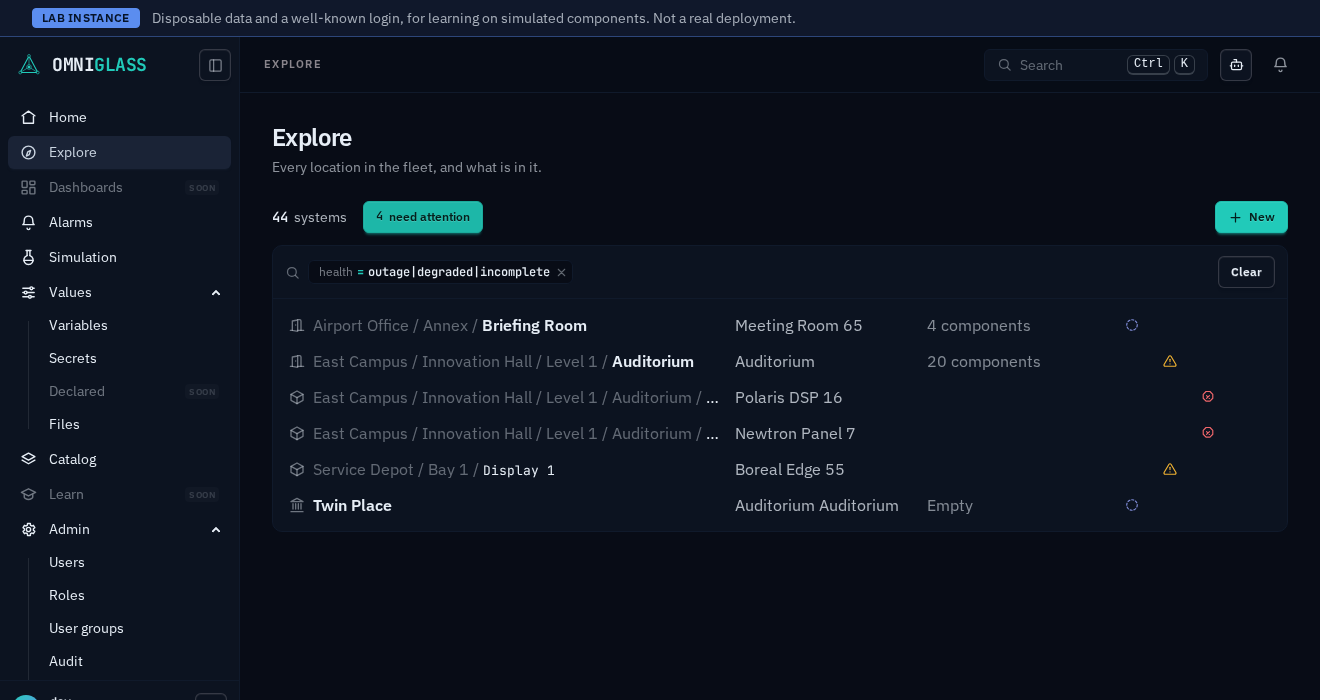 LAB INSTANCE Disposable data and a well-known login, for learning on simulated components. Not a real deployment.
OMNIGLASS
EXPLORE
Search Ctrl K
Home
Explore
Dashboards SOON
Alarms
Simulation
Values
Variables
Secrets
Declared SOON
Files
Catalog
Learn SOON
Admin
Users
Roles
User groups
Audit
Explore
Every location in the fleet, and what is in it.
44 systems 4 need attention New
health = outage|degraded|incomplete Clear
Airport Office / Annex / Briefing Room Meeting Room 65 4 components
East Campus / Innovation Hall / Level 1 / Auditorium Auditorium 20 components
East Campus / Innovation Hall / Level 1 / Auditorium / ... Polaris DSP 16
East Campus / Innovation Hall / Level 1 / Auditorium / ... Newtron Panel 7
Service Depot / Bay 1 / Display 1 Boreal Edge 55
Twin Place Auditorium Auditorium Empty